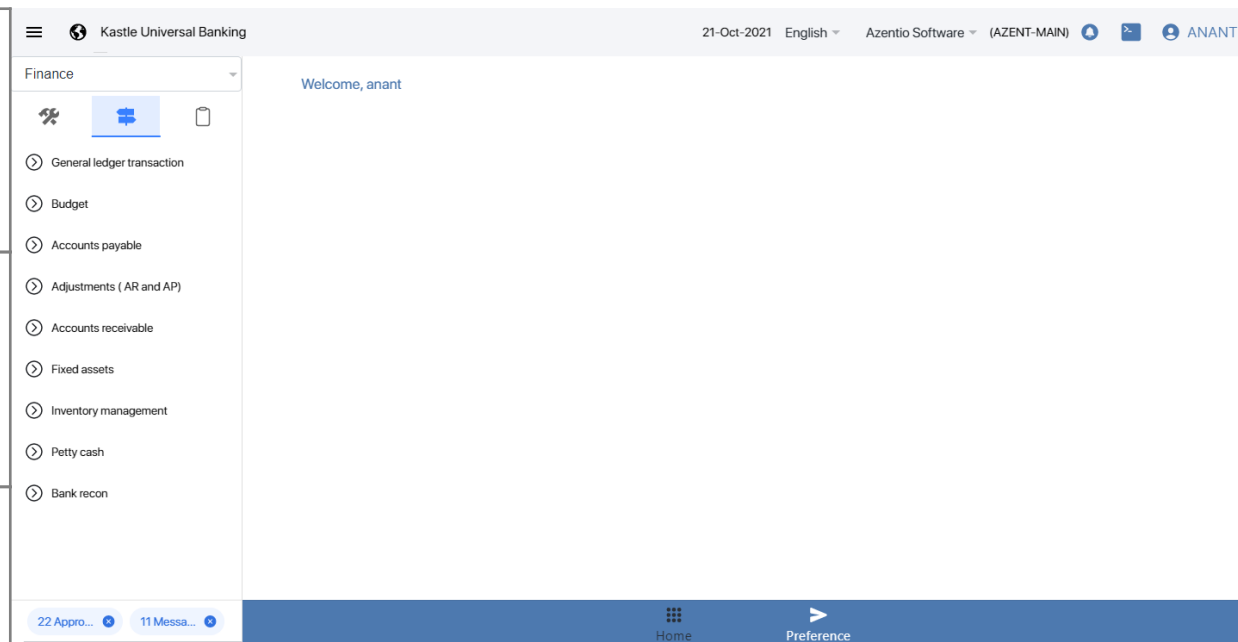 Kastle Universal Banking
21-Oct-2021 English Azentio Software (AZENT-MAIN) ANANT
Finance
Welcome, anant
General ledger transaction
Budget
Accounts payable
Adjustments ( AR and AP)
Accounts receivable
Fixed assets
Inventory management
Petty cash
Bank recon
22 Appro... 11 Messa...
Home Preference